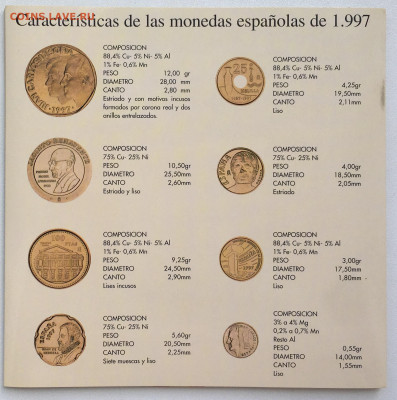 COINS.LAVE.RU
Características de las monedas españolas de 1.997
COMPOSICION
88,4% Cu- 5% Ni- 5% Al
1% Fe- 0,6% Mn
PESO 12,00 gr
DIAMETRO 28,00 mm
CANTO 2,80 mm
Estriado y con motivos incusos
formados por corona real y dos
anillos entrelazados.
COMPOSICION
88,4% Cu- 5% Ni- 5% Al
1% Fe- 0,6% Mn
PESO 4,25gr
DIAMETRO 19,50mm
CANTO 2,11mm
Liso
COMPOSICION
75% Cu- 25% Ni
PESO 10,50gr
DIAMETRO 25,50mm
CANTO 2,60mm
Estriado y liso
COMPOSICION
75% Cu- 25% Ni
PESO 4,00gr
DIAMETRO 18,50mm
CANTO 2,05mm
Estriado
COMPOSICION
88,4% Cu- 5% Ni- 5% Al
1% Fe- 0,6% Mn
PESO 9,25gr
DIAMETRO 24,50mm
CANTO 2,90mm
Lises incusos
COMPOSICION
88,4% Cu- 5% Ni- 5% Al
1% Fe- 0,6% Mn
PESO 3,00gr
DIAMETRO 17,50mm
CANTO 1,80mm
Liso
COMPOSICION
75% Cu- 25% Ni
PESO 5,60gr
DIAMETRO 20,50mm
CANTO 2,25mm
Siete muescas y liso
COMPOSICION
3% a 4% Mg
0,2% a 0,7% Mn
Resto Al
PESO 0,55gr
DIAMETRO 14,00mm
CANTO 1,55mm
Liso